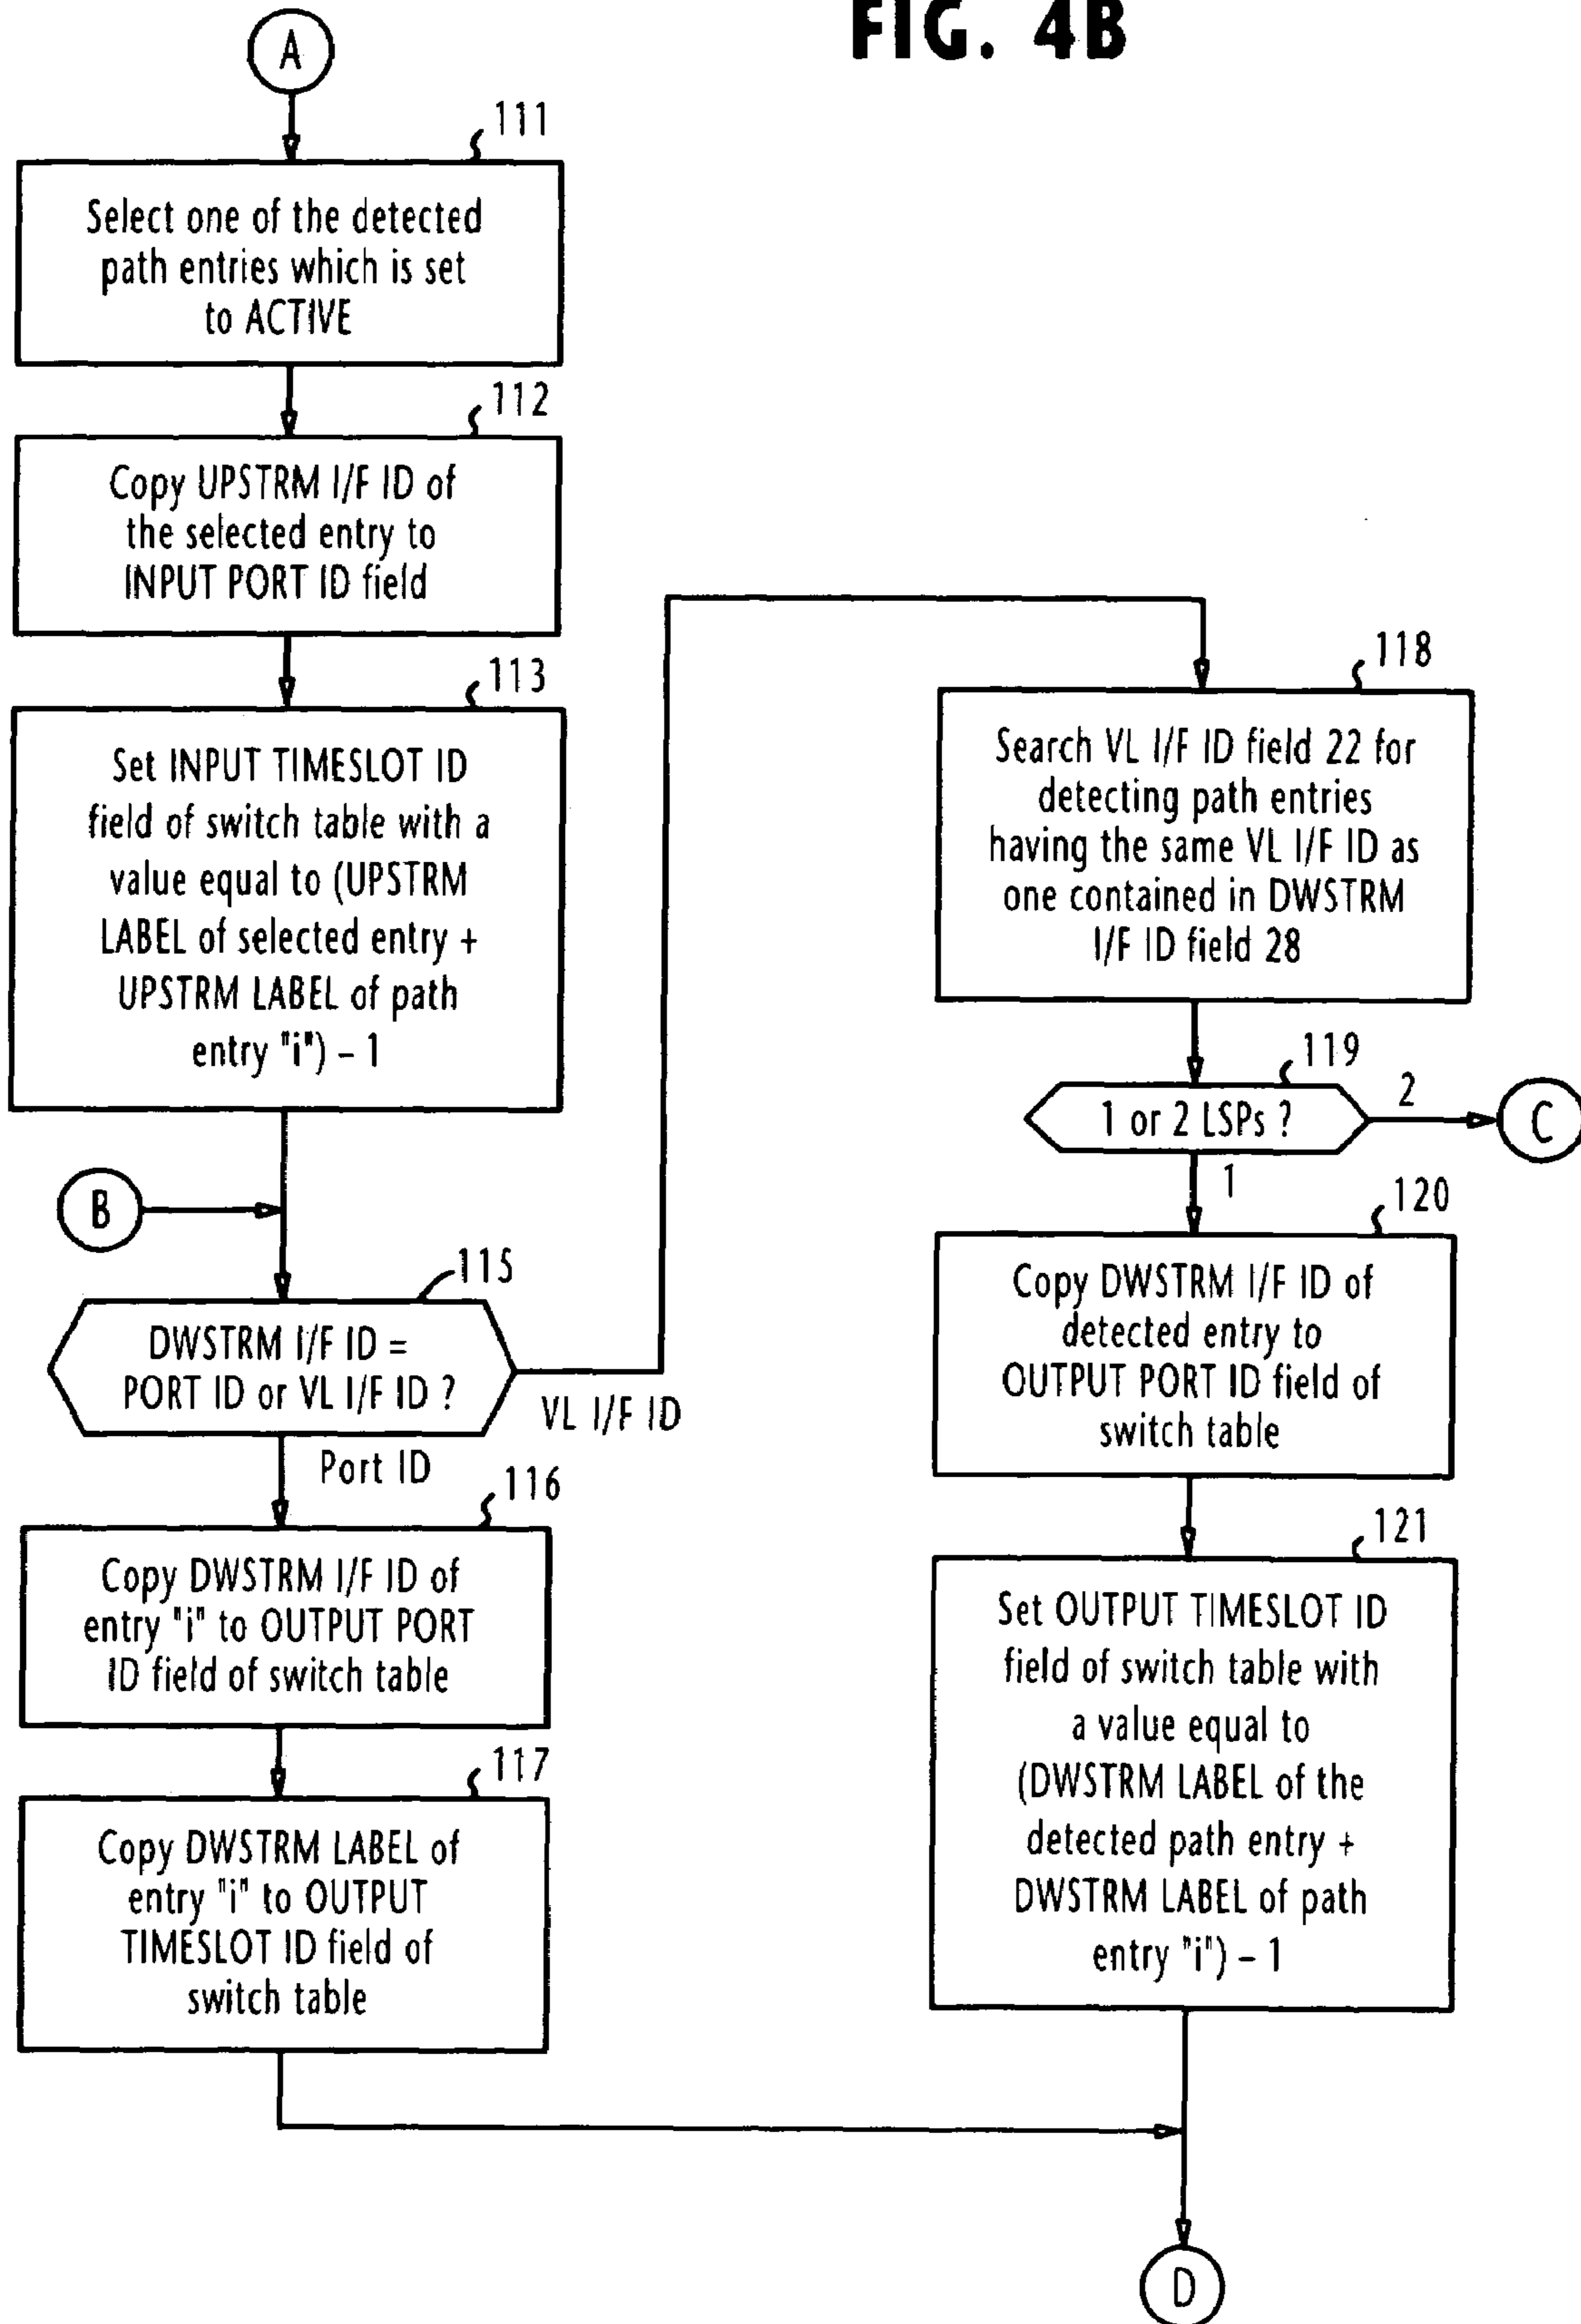 FIG. 4B
A
111
Select one of the detected
path entries which is set
to ACTIVE
112
Copy UPSTRM I/F ID of
the selected entry to
INPUT PORT ID field
113
Set INPUT TIMESLOT ID
field of switch table with a
value equal to (UPSTRM
LABEL of selected entry +
UPSTRM LABEL of path
entry "i") – 1
B
115
DWSTRM I/F ID =
PORT ID or VL I/F ID ?
VL I/F ID
Port ID
116
Copy DWSTRM I/F ID of
entry "i" to OUTPUT PORT
ID field of switch table
117
Copy DWSTRM LABEL of
entry "i" to OUTPUT
TIMESLOT ID field of
switch table
118
Search VL I/F ID field 22 for
detecting path entries
having the same VL I/F ID as
one contained in DWSTRM
I/F ID field 28
119
1 or 2 LSPs ?
2
C
1
120
Copy DWSTRM I/F ID of
detected entry to
OUTPUT PORT ID field of
switch table
121
Set OUTPUT TIMESLOT ID
field of switch table with
a value equal to
(DWSTRM LABEL of the
detected path entry +
DWSTRM LABEL of path
entry "i") – 1
D